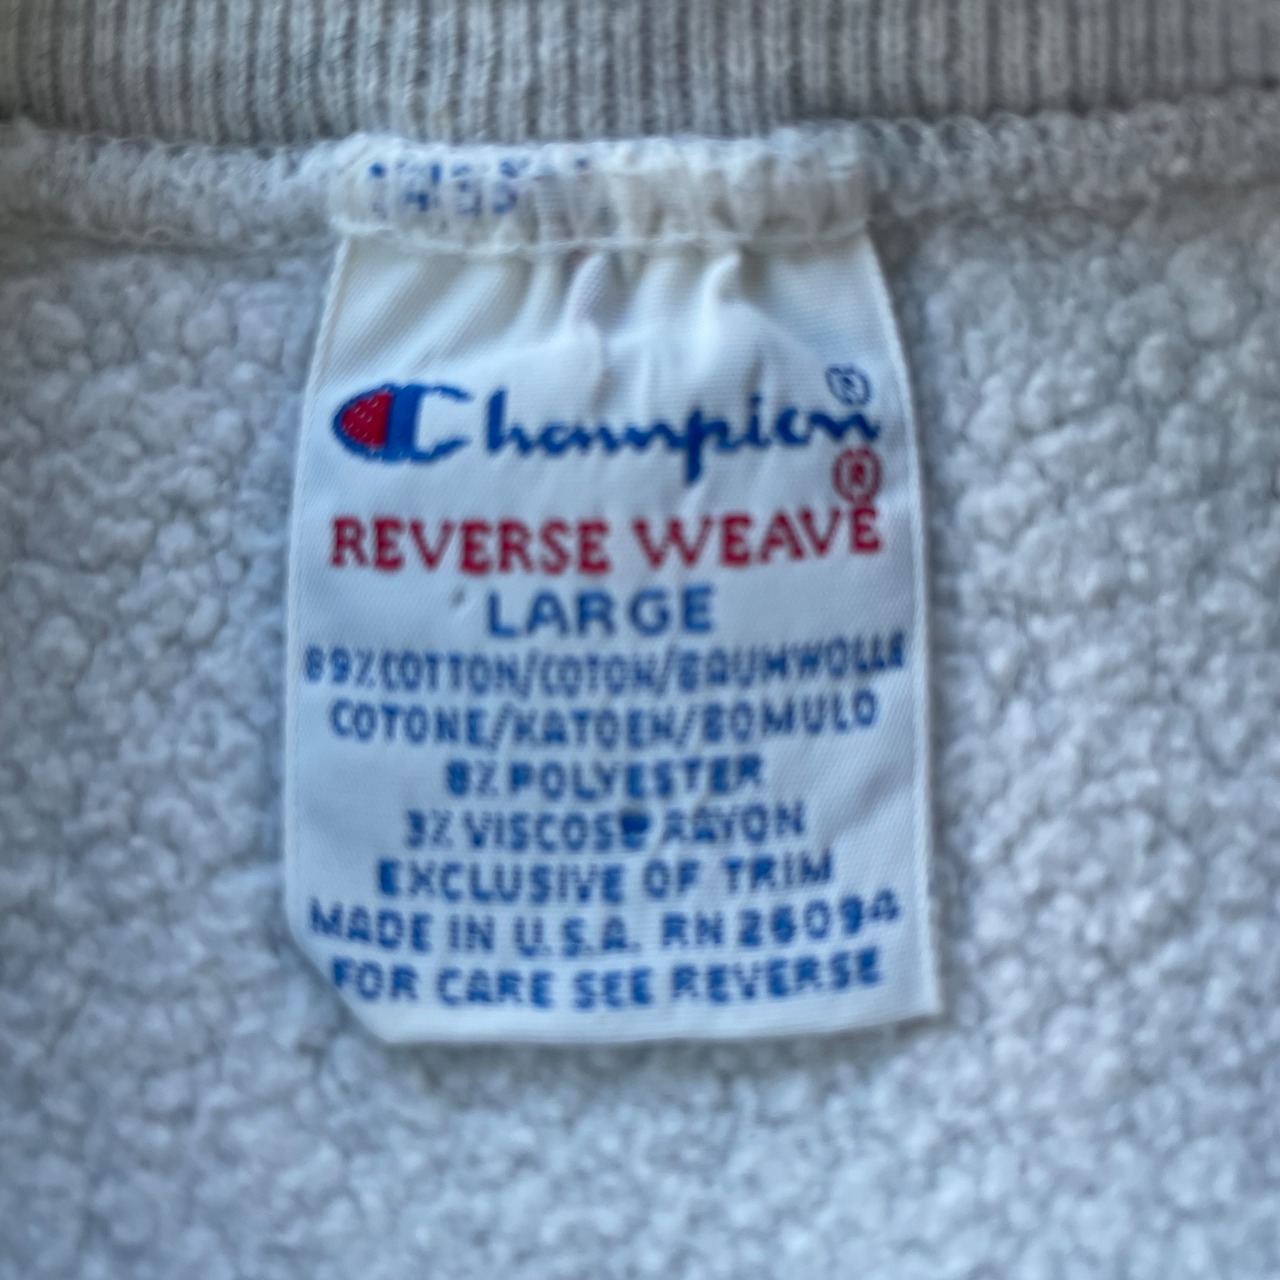 Champion®
®
REVERSE WEAVE
LARGE
89%COTTON/COTON/BAUMWOLLE
COTONE/KATOEN/BOMULD
8% POLYESTER
3% VISCOSE RAYON
EXCLUSIVE OF TRIM
MADE IN U.S.A. RN 26094
FOR CARE SEE REVERSE